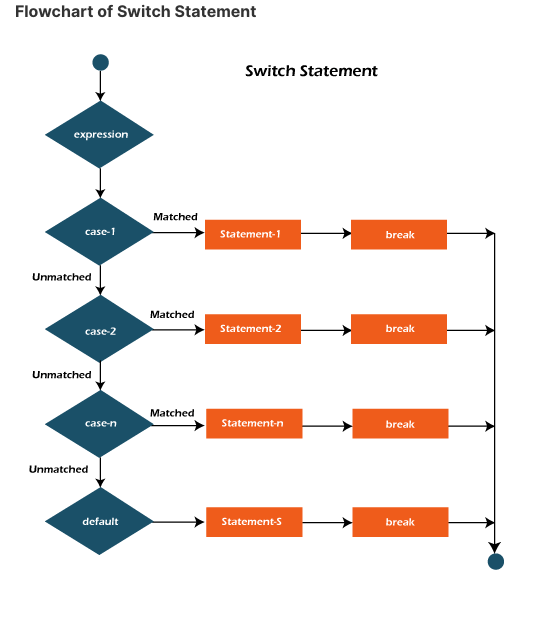 Flowchart of Switch Statement
Switch Statement
expression
case-1
Matched
Statement-1
break
Unmatched
case-2
Matched
Statement-2
break
Unmatched
case-n
Matched
Statement-n
break
Unmatched
default
Statement-S
break